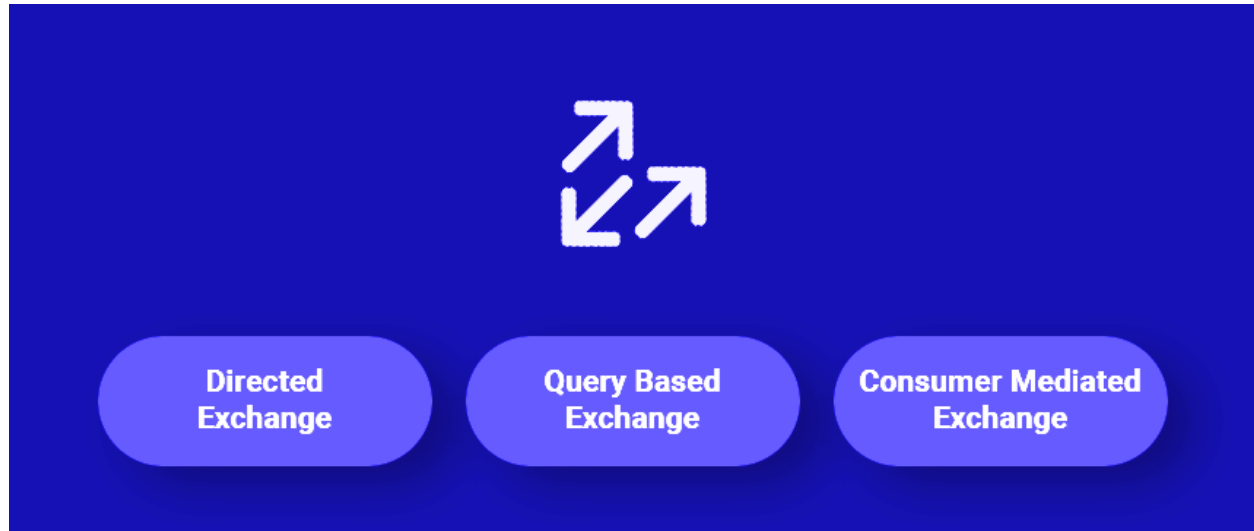 Directed
Exchange
Query Based
Exchange
Consumer Mediated
Exchange